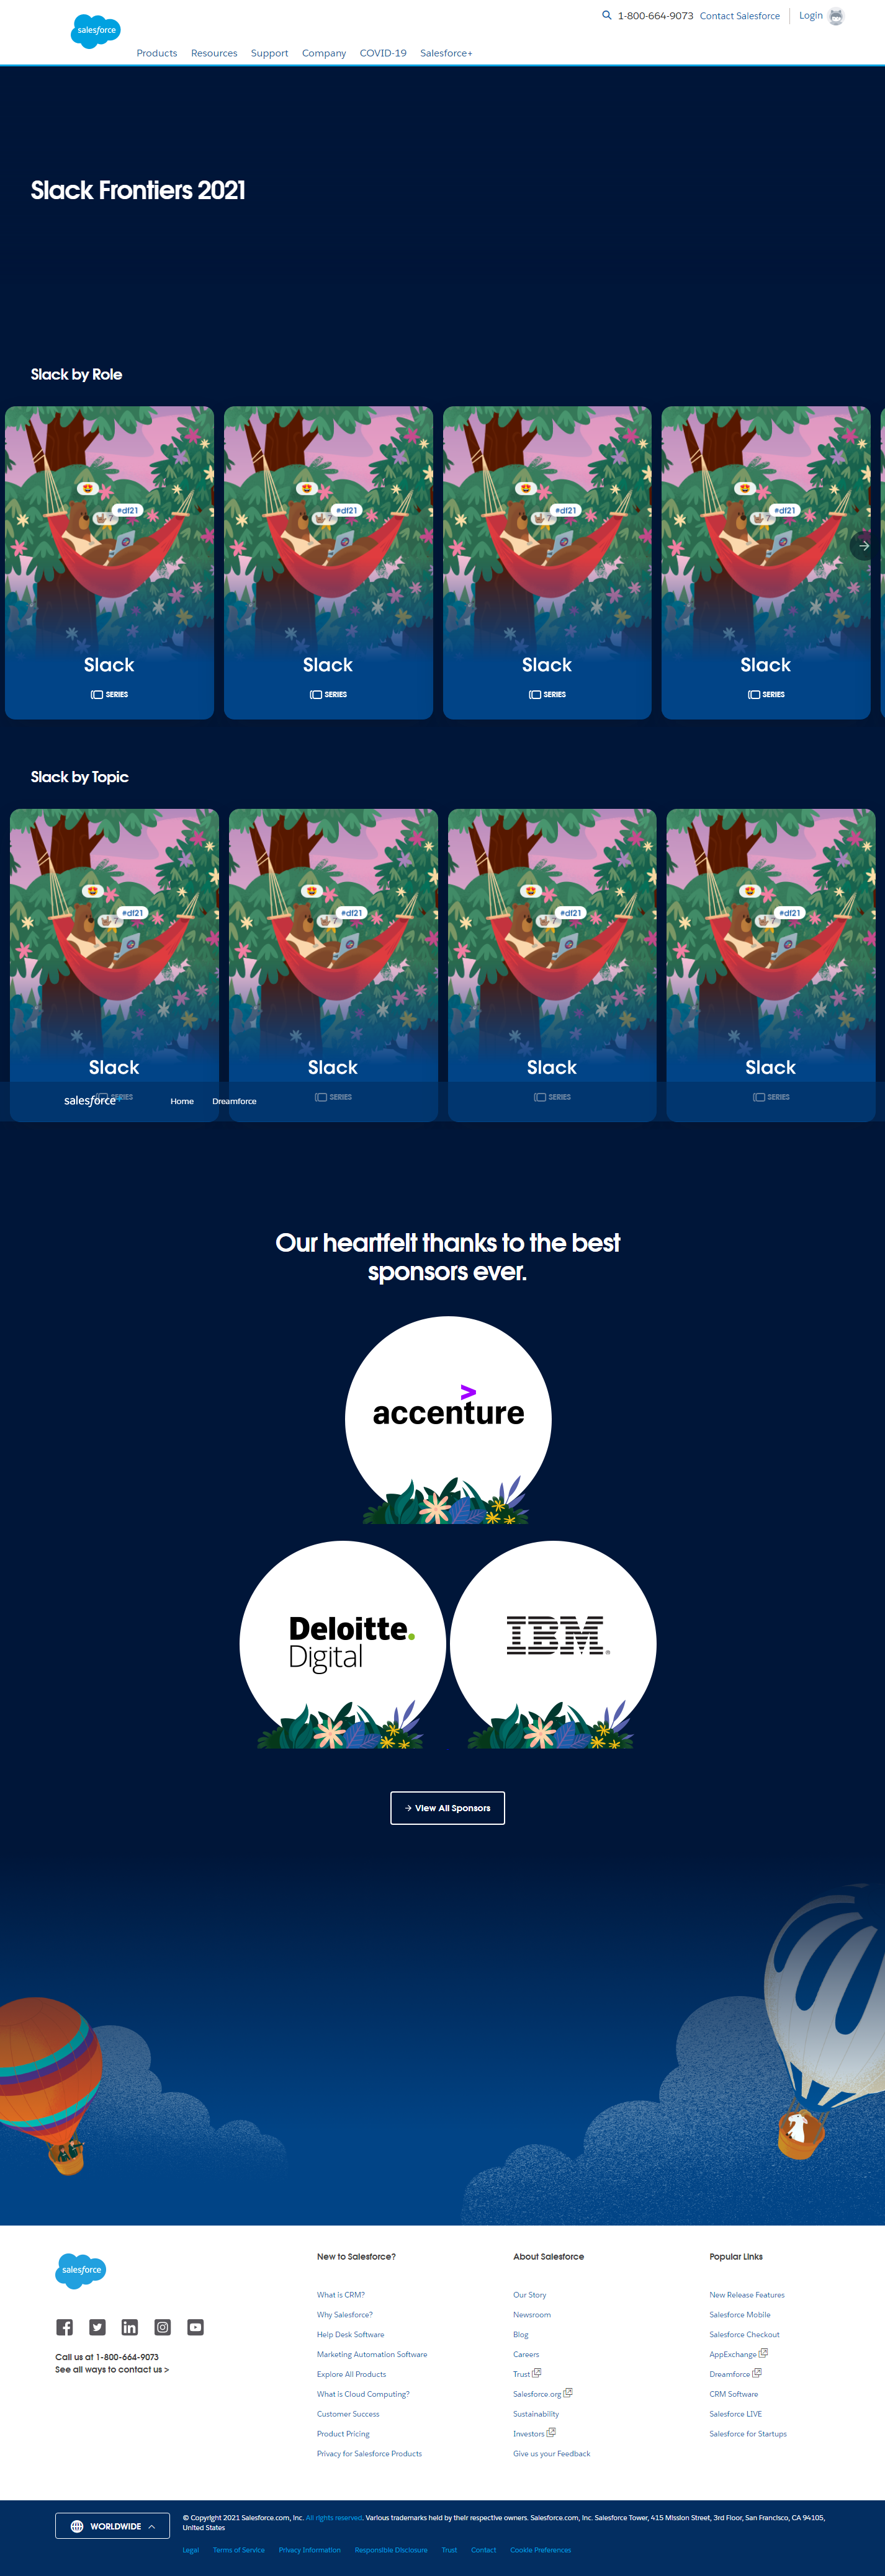 1-800-664-9073 Contact Salesforce Login
salesforce
Products Resources Support Company COVID-19 Salesforce+
Slack Frontiers 2021
Slack by Role
#df21 #df21 #df21 #df21
7 7 7 7
Slack Slack Slack Slack
SERIES SERIES SERIES SERIES
Slack by Topic
#df21 #df21 #df21 #df21
7 7 7 7
Slack Slack Slack Slack
SERIES SERIES SERIES SERIES
salesforce+ Home Dreamforce
Our heartfelt thanks to the best
sponsors ever.
accenture
Deloitte.
Digital
IBM
View All Sponsors
salesforce
Call us at 1-800-664-9073
See all ways to contact us >
New to Salesforce?
What is CRM?
Why Salesforce?
Help Desk Software
Marketing Automation Software
Explore All Products
What is Cloud Computing?
Customer Success
Product Pricing
Privacy for Salesforce Products
About Salesforce
Our Story
Newsroom
Blog
Careers
Trust
Salesforce.org
Sustainability
Investors
Give us your Feedback
Popular Links
New Release Features
Salesforce Mobile
Salesforce Checkout
AppExchange
Dreamforce
CRM Software
Salesforce LIVE
Salesforce for Startups
WORLDWIDE
© Copyright 2021 Salesforce.com, inc. All rights reserved. Various trademarks held by their respective owners. Salesforce.com, inc. Salesforce Tower, 415 Mission Street, 3rd Floor, San Francisco, CA 94105,
United States
Legal Terms of Service Privacy Information Responsible Disclosure Trust Contact Cookie Preferences